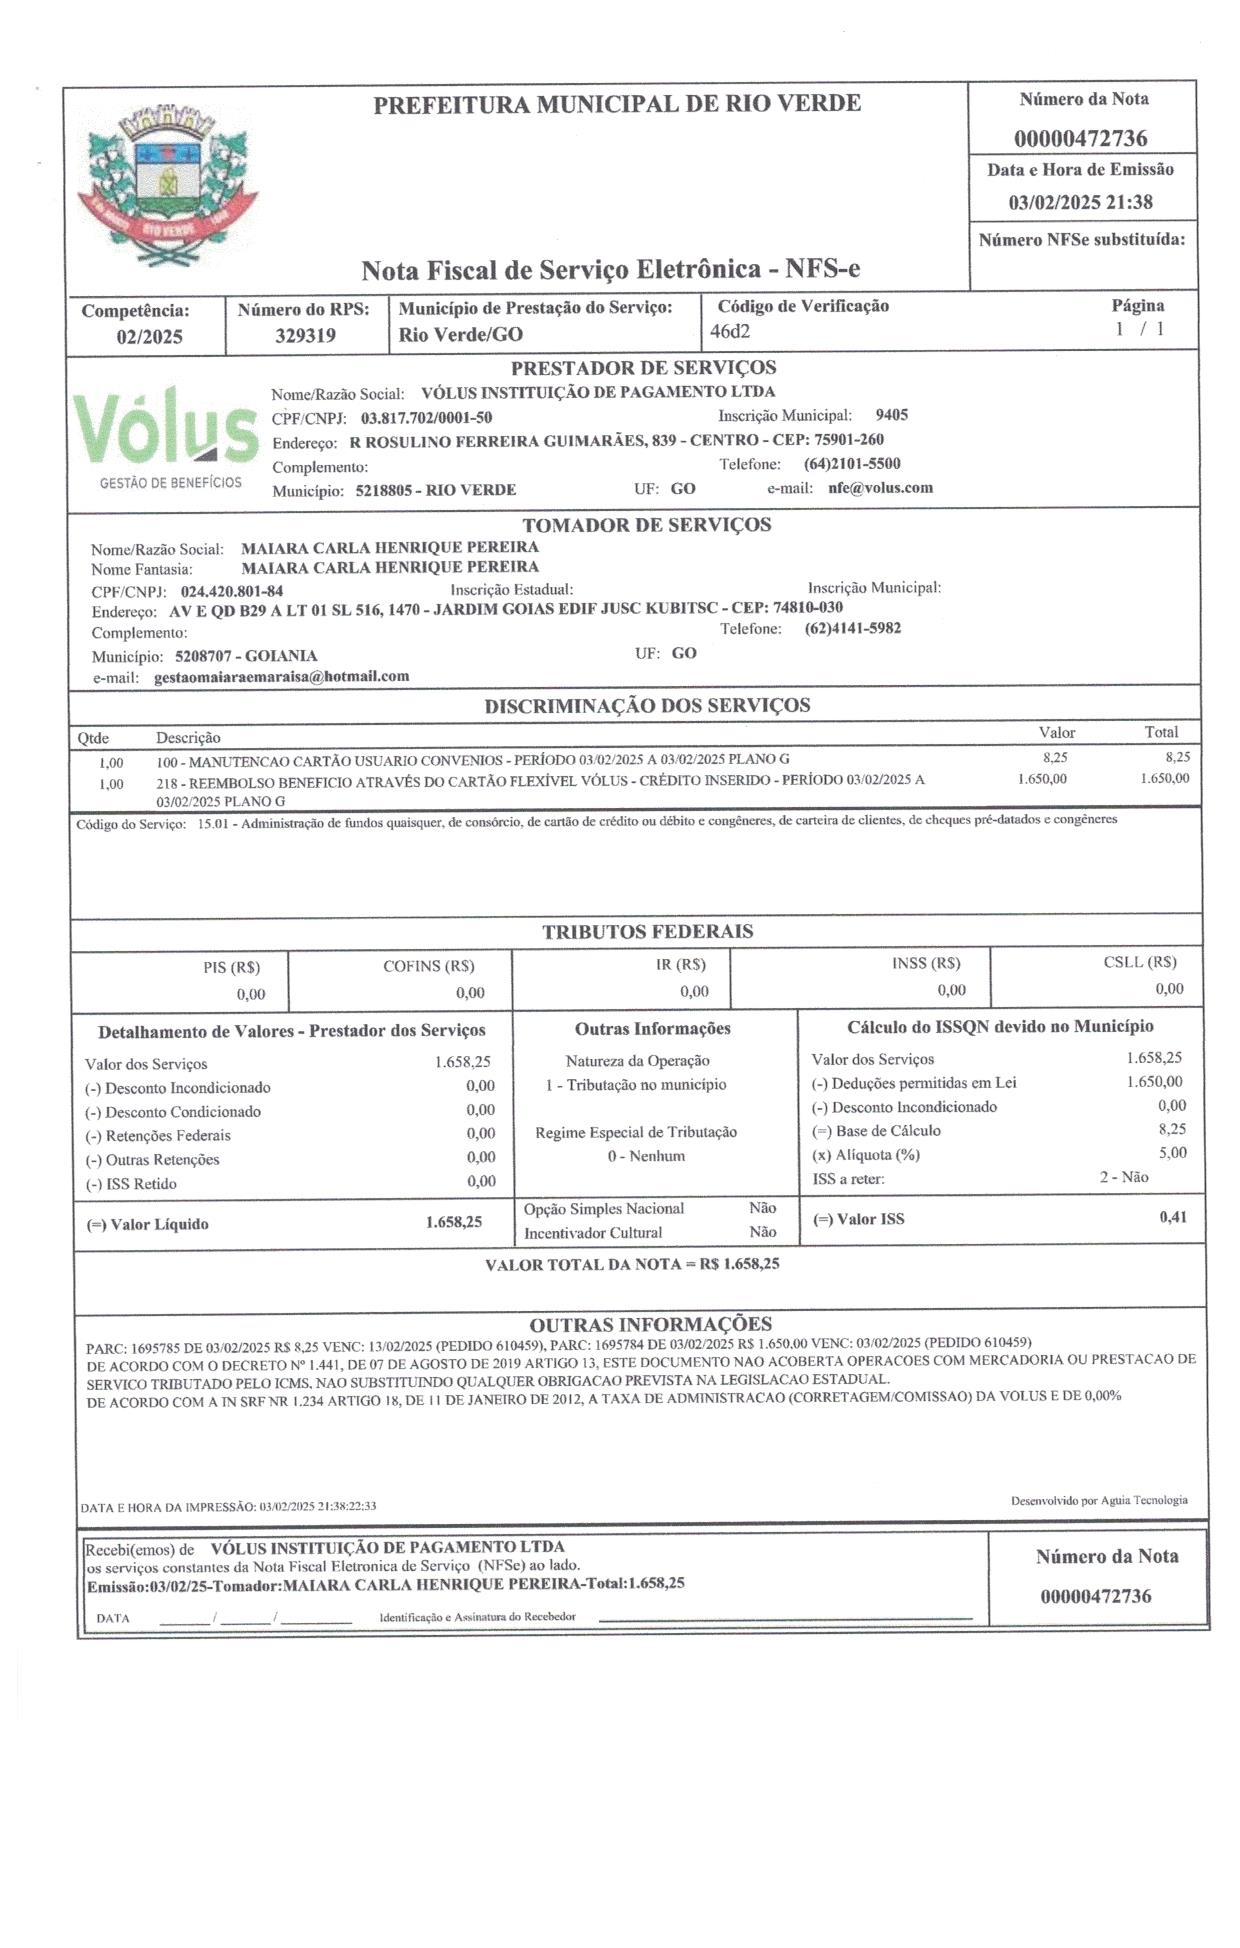 PREFEITURA MUNICIPAL DE RIO VERDE
Número da Nota
00000472736
Data e Hora de Emissão
03/02/2025 21:38
Número NFSe substituída:
RIO VERDE
Nota Fiscal de Serviço Eletrônica - NFS-e
Competência: Número do RPS: Município de Prestação do Serviço: Código de Verificação Página
02/2025 329319 Rio Verde/GO 46d2 1 / 1
PRESTADOR DE SERVIÇOS
Vólus
GESTÃO DE BENEFÍCIOS
Nome/Razão Social: VÓLUS INSTITUIÇÃO DE PAGAMENTO LTDA
CPF/CNPJ: 03.817.702/0001-50 Inscrição Municipal: 9405
Endereço: R ROSULINO FERREIRA GUIMARÃES, 839 - CENTRO - CEP: 75901-260
Complemento: Telefone: (64)2101-5500
Município: 5218805 - RIO VERDE UF: GO e-mail: nfe@volus.com
TOMADOR DE SERVIÇOS
Nome/Razão Social: MAIARA CARLA HENRIQUE PEREIRA
Nome Fantasia: MAIARA CARLA HENRIQUE PEREIRA
CPF/CNPJ: 024.420.801-84 Inscrição Estadual: Inscrição Municipal:
Endereço: AV E QD B29 A LT 01 SL 516, 1470 - JARDIM GOIAS EDIF JUSC KUBITSC - CEP: 74810-030
Complemento: Telefone: (62)4141-5982
Município: 5208707 - GOIANIA UF: GO
e-mail: gestaomaiaraemaraisa@hotmail.com
DISCRIMINAÇÃO DOS SERVIÇOS
Qtde Descrição Valor Total
1,00 100 - MANUTENCAO CARTÃO USUARIO CONVENIOS - PERÍODO 03/02/2025 A 03/02/2025 PLANO G 8,25 8,25
1,00 218 - REEMBOLSO BENEFICIO ATRAVÉS DO CARTÃO FLEXÍVEL VÓLUS - CRÉDITO INSERIDO - PERÍODO 03/02/2025 A 1.650,00 1.650,00
03/02/2025 PLANO G
Código do Serviço: 15.01 - Administração de fundos quaisquer, de consórcio, de cartão de crédito ou débito e congêneres, de carteira de clientes, de cheques pré-datados e congêneres
TRIBUTOS FEDERAIS
PIS (R$) COFINS (R$) IR (R$) INSS (R$) CSLL (R$)
0,00 0,00 0,00 0,00 0,00
Detalhamento de Valores - Prestador dos Serviços
Valor dos Serviços 1.658,25
(-) Desconto Incondicionado 0,00
(-) Desconto Condicionado 0,00
(-) Retenções Federais 0,00
(-) Outras Retenções 0,00
(-) ISS Retido 0,00
(=) Valor Líquido 1.658,25
Outras Informações
Natureza da Operação
1 - Tributação no município
Regime Especial de Tributação
0 - Nenhum
Opção Simples Nacional Não
Incentivador Cultural Não
Cálculo do ISSQN devido no Município
Valor dos Serviços 1.658,25
(-) Deduções permitidas em Lei 1.650,00
(-) Desconto Incondicionado 0,00
(=) Base de Cálculo 8,25
(x) Alíquota (%) 5,00
ISS a reter: 2 - Não
(=) Valor ISS 0,41
VALOR TOTAL DA NOTA = R$ 1.658,25
OUTRAS INFORMAÇÕES
PARC: 1695785 DE 03/02/2025 R$ 8,25 VENC: 13/02/2025 (PEDIDO 610459), PARC: 1695784 DE 03/02/2025 R$ 1.650,00 VENC: 03/02/2025 (PEDIDO 610459)
DE ACORDO COM O DECRETO Nº 1.441, DE 07 DE AGOSTO DE 2019 ARTIGO 13, ESTE DOCUMENTO NAO ACOBERTA OPERACOES COM MERCADORIA OU PRESTACAO DE
SERVICO TRIBUTADO PELO ICMS, NAO SUBSTITUINDO QUALQUER OBRIGACAO PREVISTA NA LEGISLACAO ESTADUAL.
DE ACORDO COM A IN SRF NR 1.234 ARTIGO 18, DE 11 DE JANEIRO DE 2012, A TAXA DE ADMINISTRACAO (CORRETAGEM/COMISSAO) DA VOLUS E DE 0,00%
DATA E HORA DA IMPRESSÃO: 03/02/2025 21:38:22:33 Desenvolvido por Aguia Tecnologia
Recebi(emos) de VÓLUS INSTITUIÇÃO DE PAGAMENTO LTDA
os serviços constantes da Nota Fiscal Eletronica de Serviço (NFSe) ao lado.
Emissão:03/02/25-Tomador:MAIARA CARLA HENRIQUE PEREIRA-Total:1.658,25
DATA ______/______/_________ Identificação e Assinatura do Recebedor
Número da Nota
00000472736